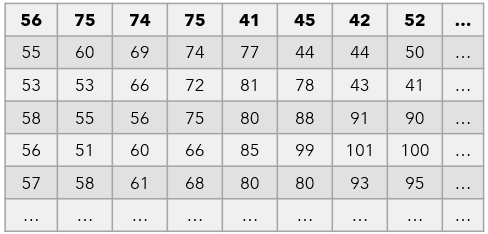 56 75 74 75 41 45 42 52 ...
55 60 69 74 77 44 44 50 ...
53 53 66 72 81 78 43 41 ...
58 55 56 75 80 88 91 90 ...
56 51 60 66 85 99 101 100 ...
57 58 61 68 80 80 93 95 ...
... ... ... ... ... ... ... ... ...